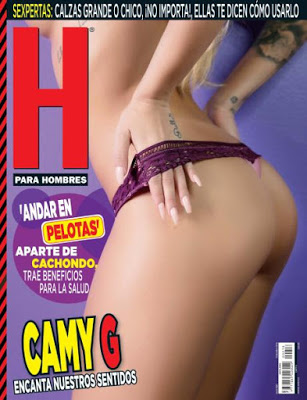 SEXPERTAS: CALZAS GRANDE O CHICO, ¡NO IMPORTA!, ELLAS TE DICEN CÓMO USARLO
H
PARA HOMBRES
'ANDAR EN
PELOTAS'
APARTE DE
CACHONDO,
TRAE BENEFICIOS
PARA LA SALUD
CAMY G
ENCANTA NUESTROS SENTIDOS